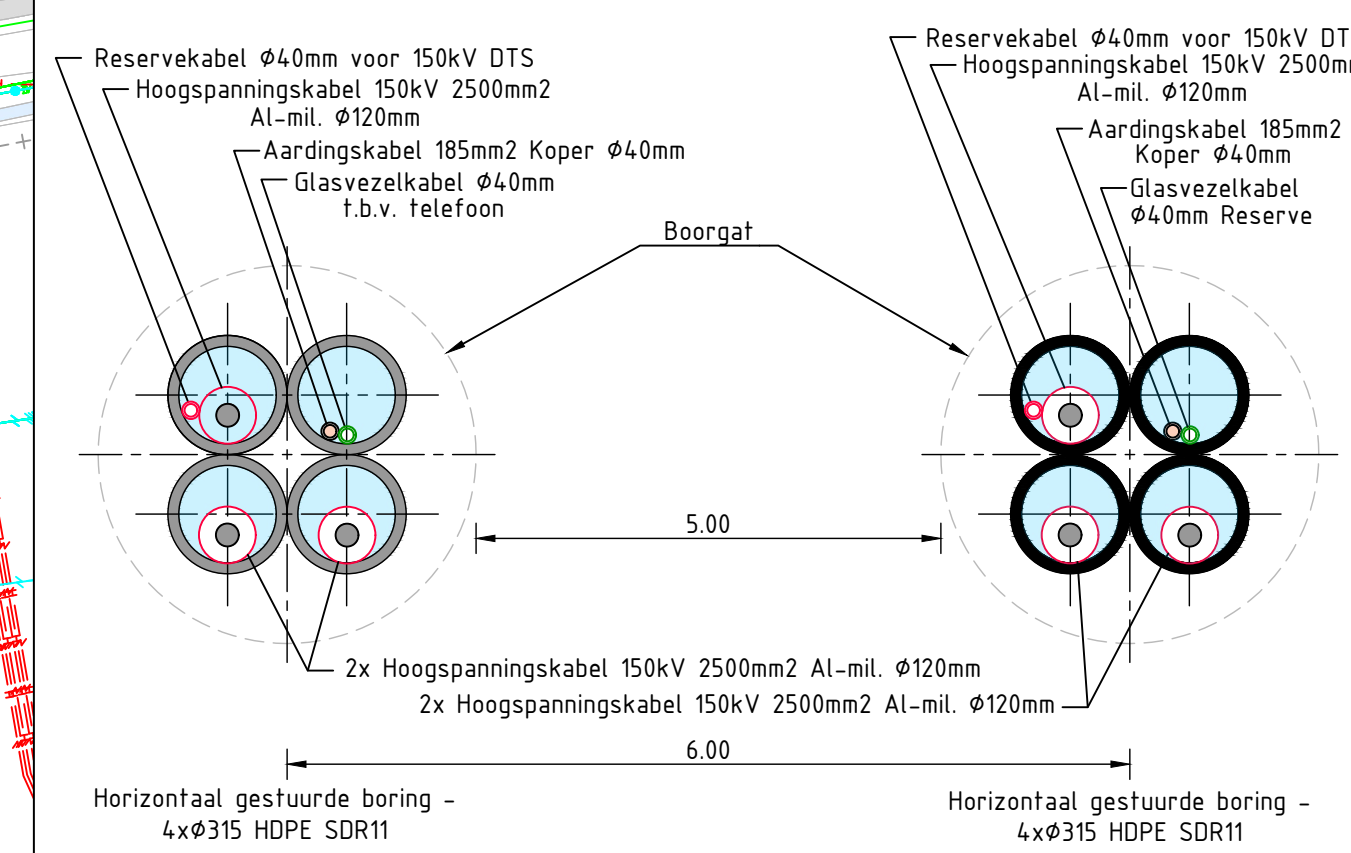 Reservekabel Ø40mm voor 150kV DTS
Hoogspanningskabel 150kV 2500mm2
Al-mil. Ø120mm
Aardingskabel 185mm2 Koper Ø40mm
Glasvezelkabel Ø40mm
t.b.v. telefoon
Boorgat
Reservekabel Ø40mm voor 150kV DT
Hoogspanningskabel 150kV 2500m
Al-mil. Ø120mm
Aardingskabel 185mm2
Koper Ø40mm
Glasvezelkabel
Ø40mm Reserve
5.00
2x Hoogspanningskabel 150kV 2500mm2 Al-mil. Ø120mm
2x Hoogspanningskabel 150kV 2500mm2 Al-mil. Ø120mm
6.00
Horizontaal gestuurde boring -
4xØ315 HDPE SDR11
Horizontaal gestuurde boring -
4xØ315 HDPE SDR11